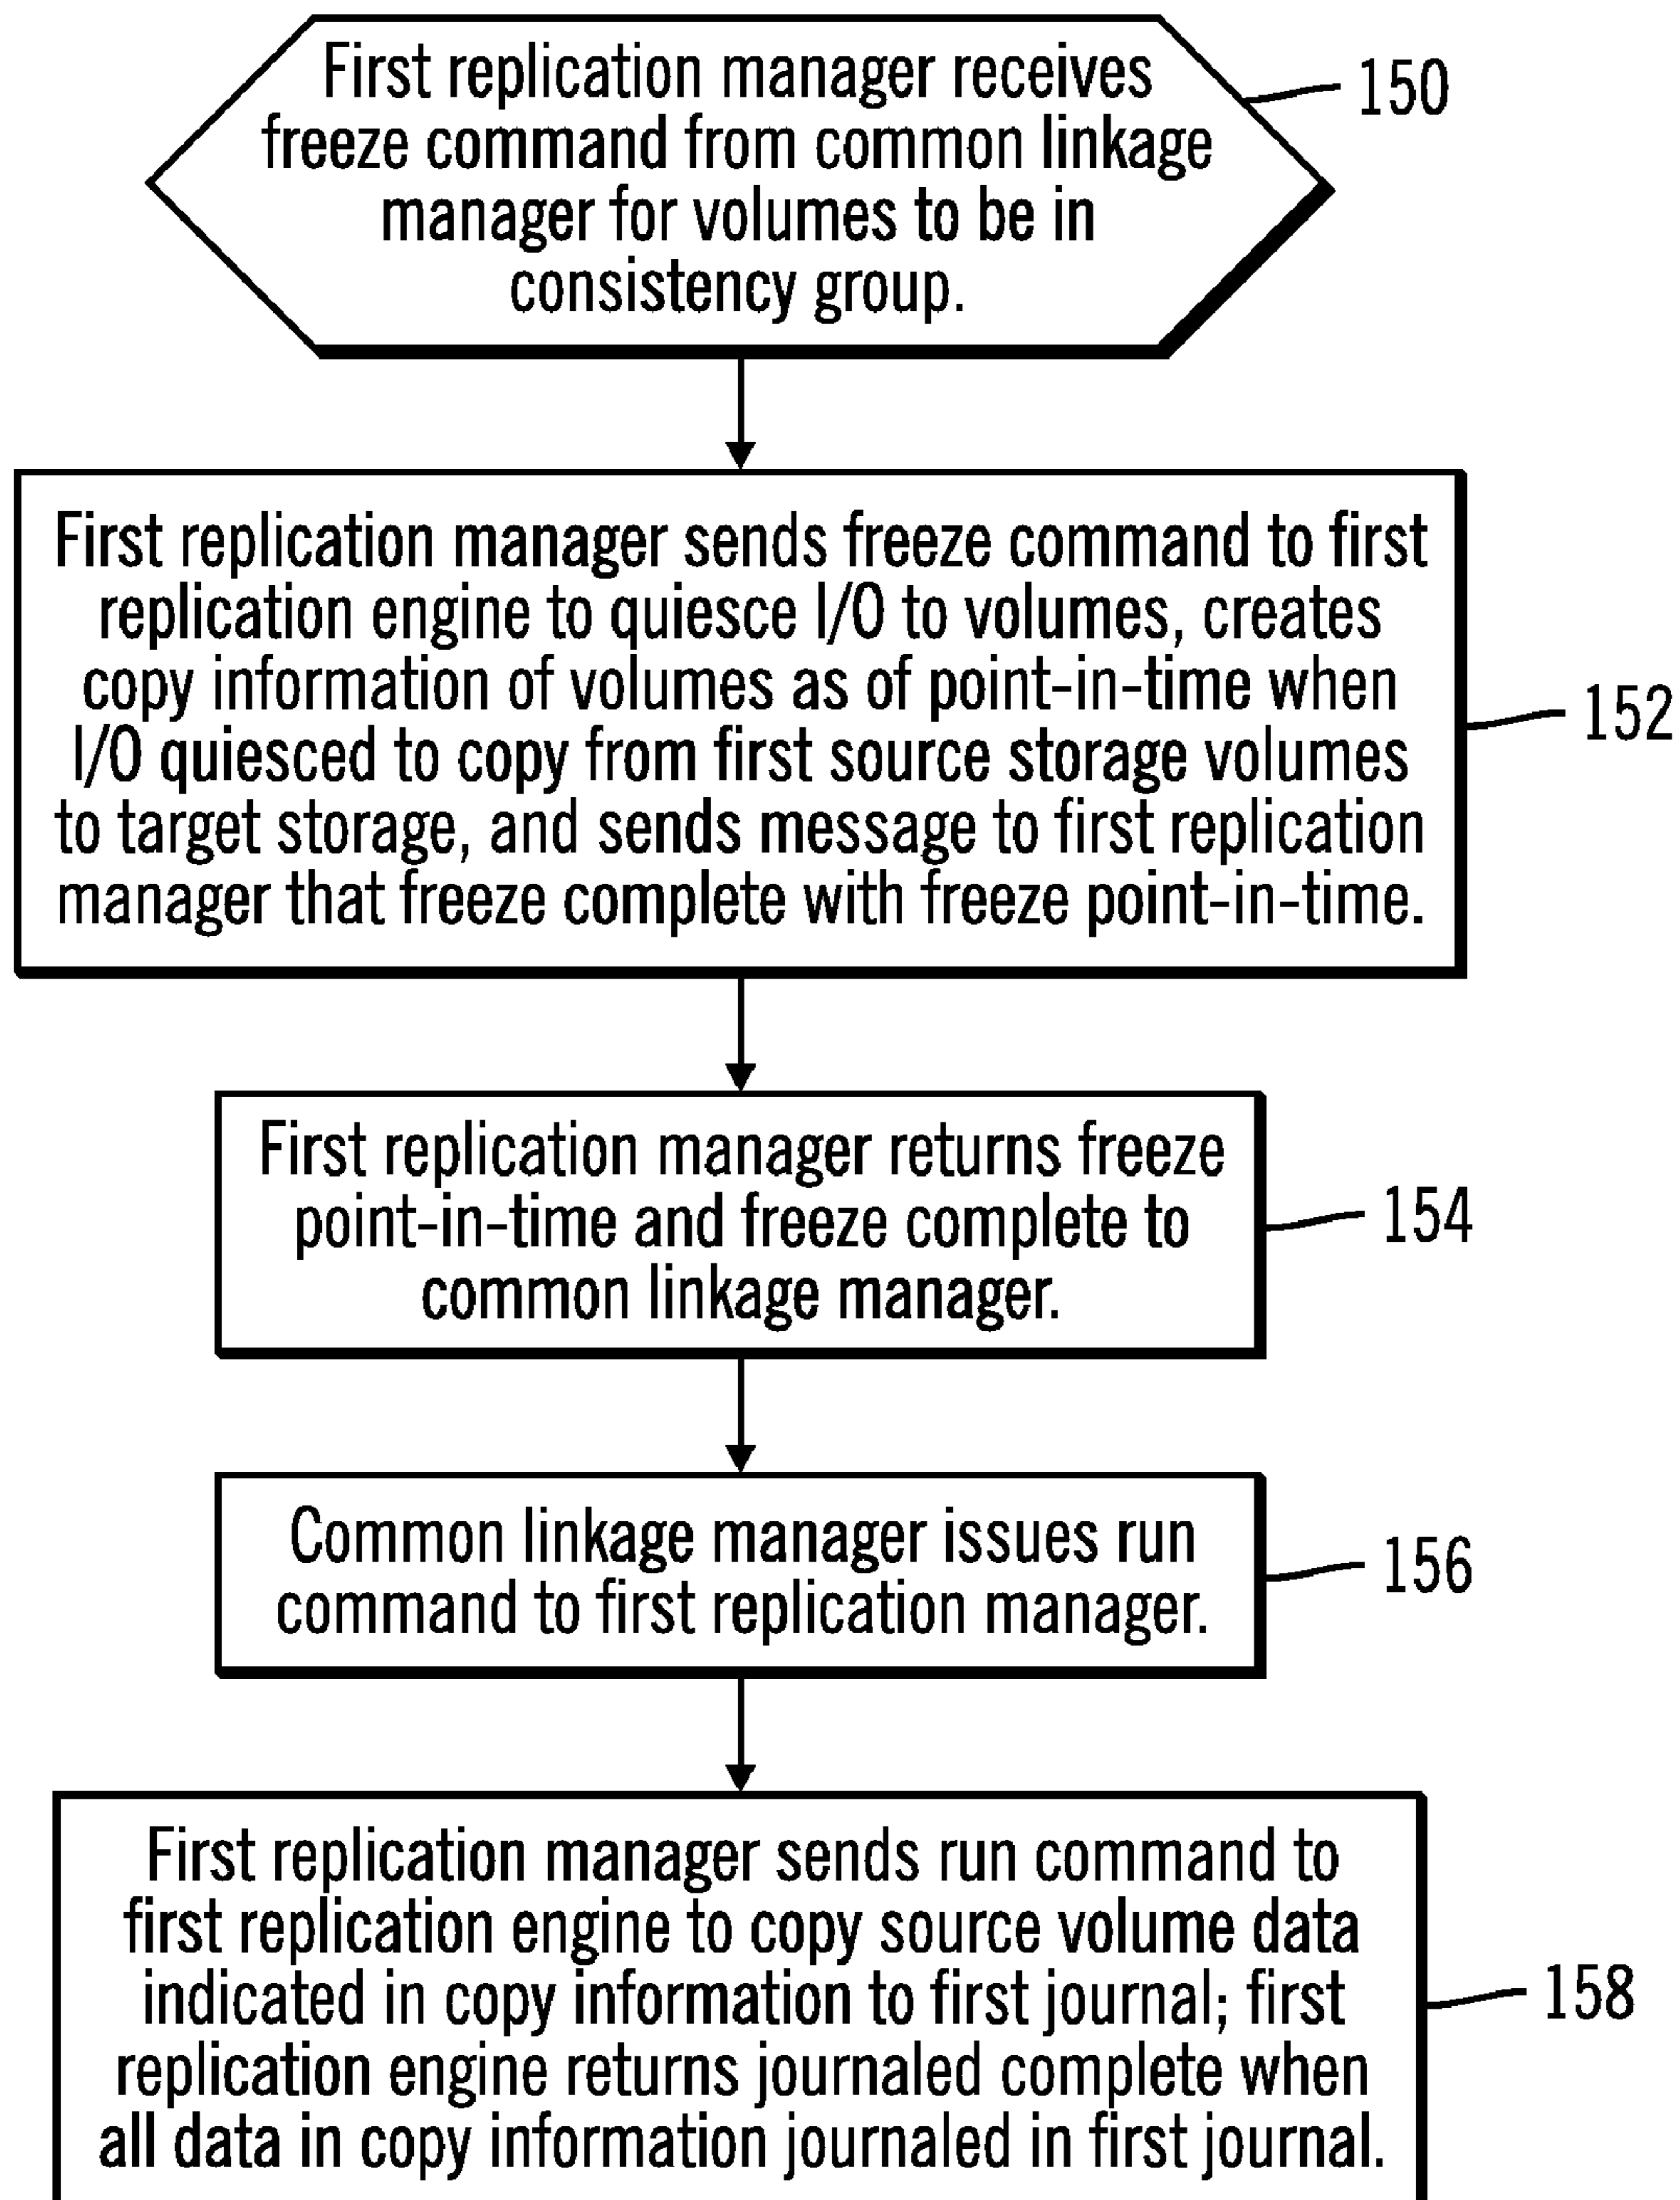 First replication manager receives
freeze command from common linkage
manager for volumes to be in
consistency group.
150
First replication manager sends freeze command to first
replication engine to quiesce I/O to volumes, creates
copy information of volumes as of point-in-time when
I/O quiesced to copy from first source storage volumes
to target storage, and sends message to first replication
manager that freeze complete with freeze point-in-time.
152
First replication manager returns freeze
point-in-time and freeze complete to
common linkage manager.
154
Common linkage manager issues run
command to first replication manager.
156
First replication manager sends run command to
first replication engine to copy source volume data
indicated in copy information to first journal; first
replication engine returns journaled complete when
all data in copy information journaled in first journal.
158